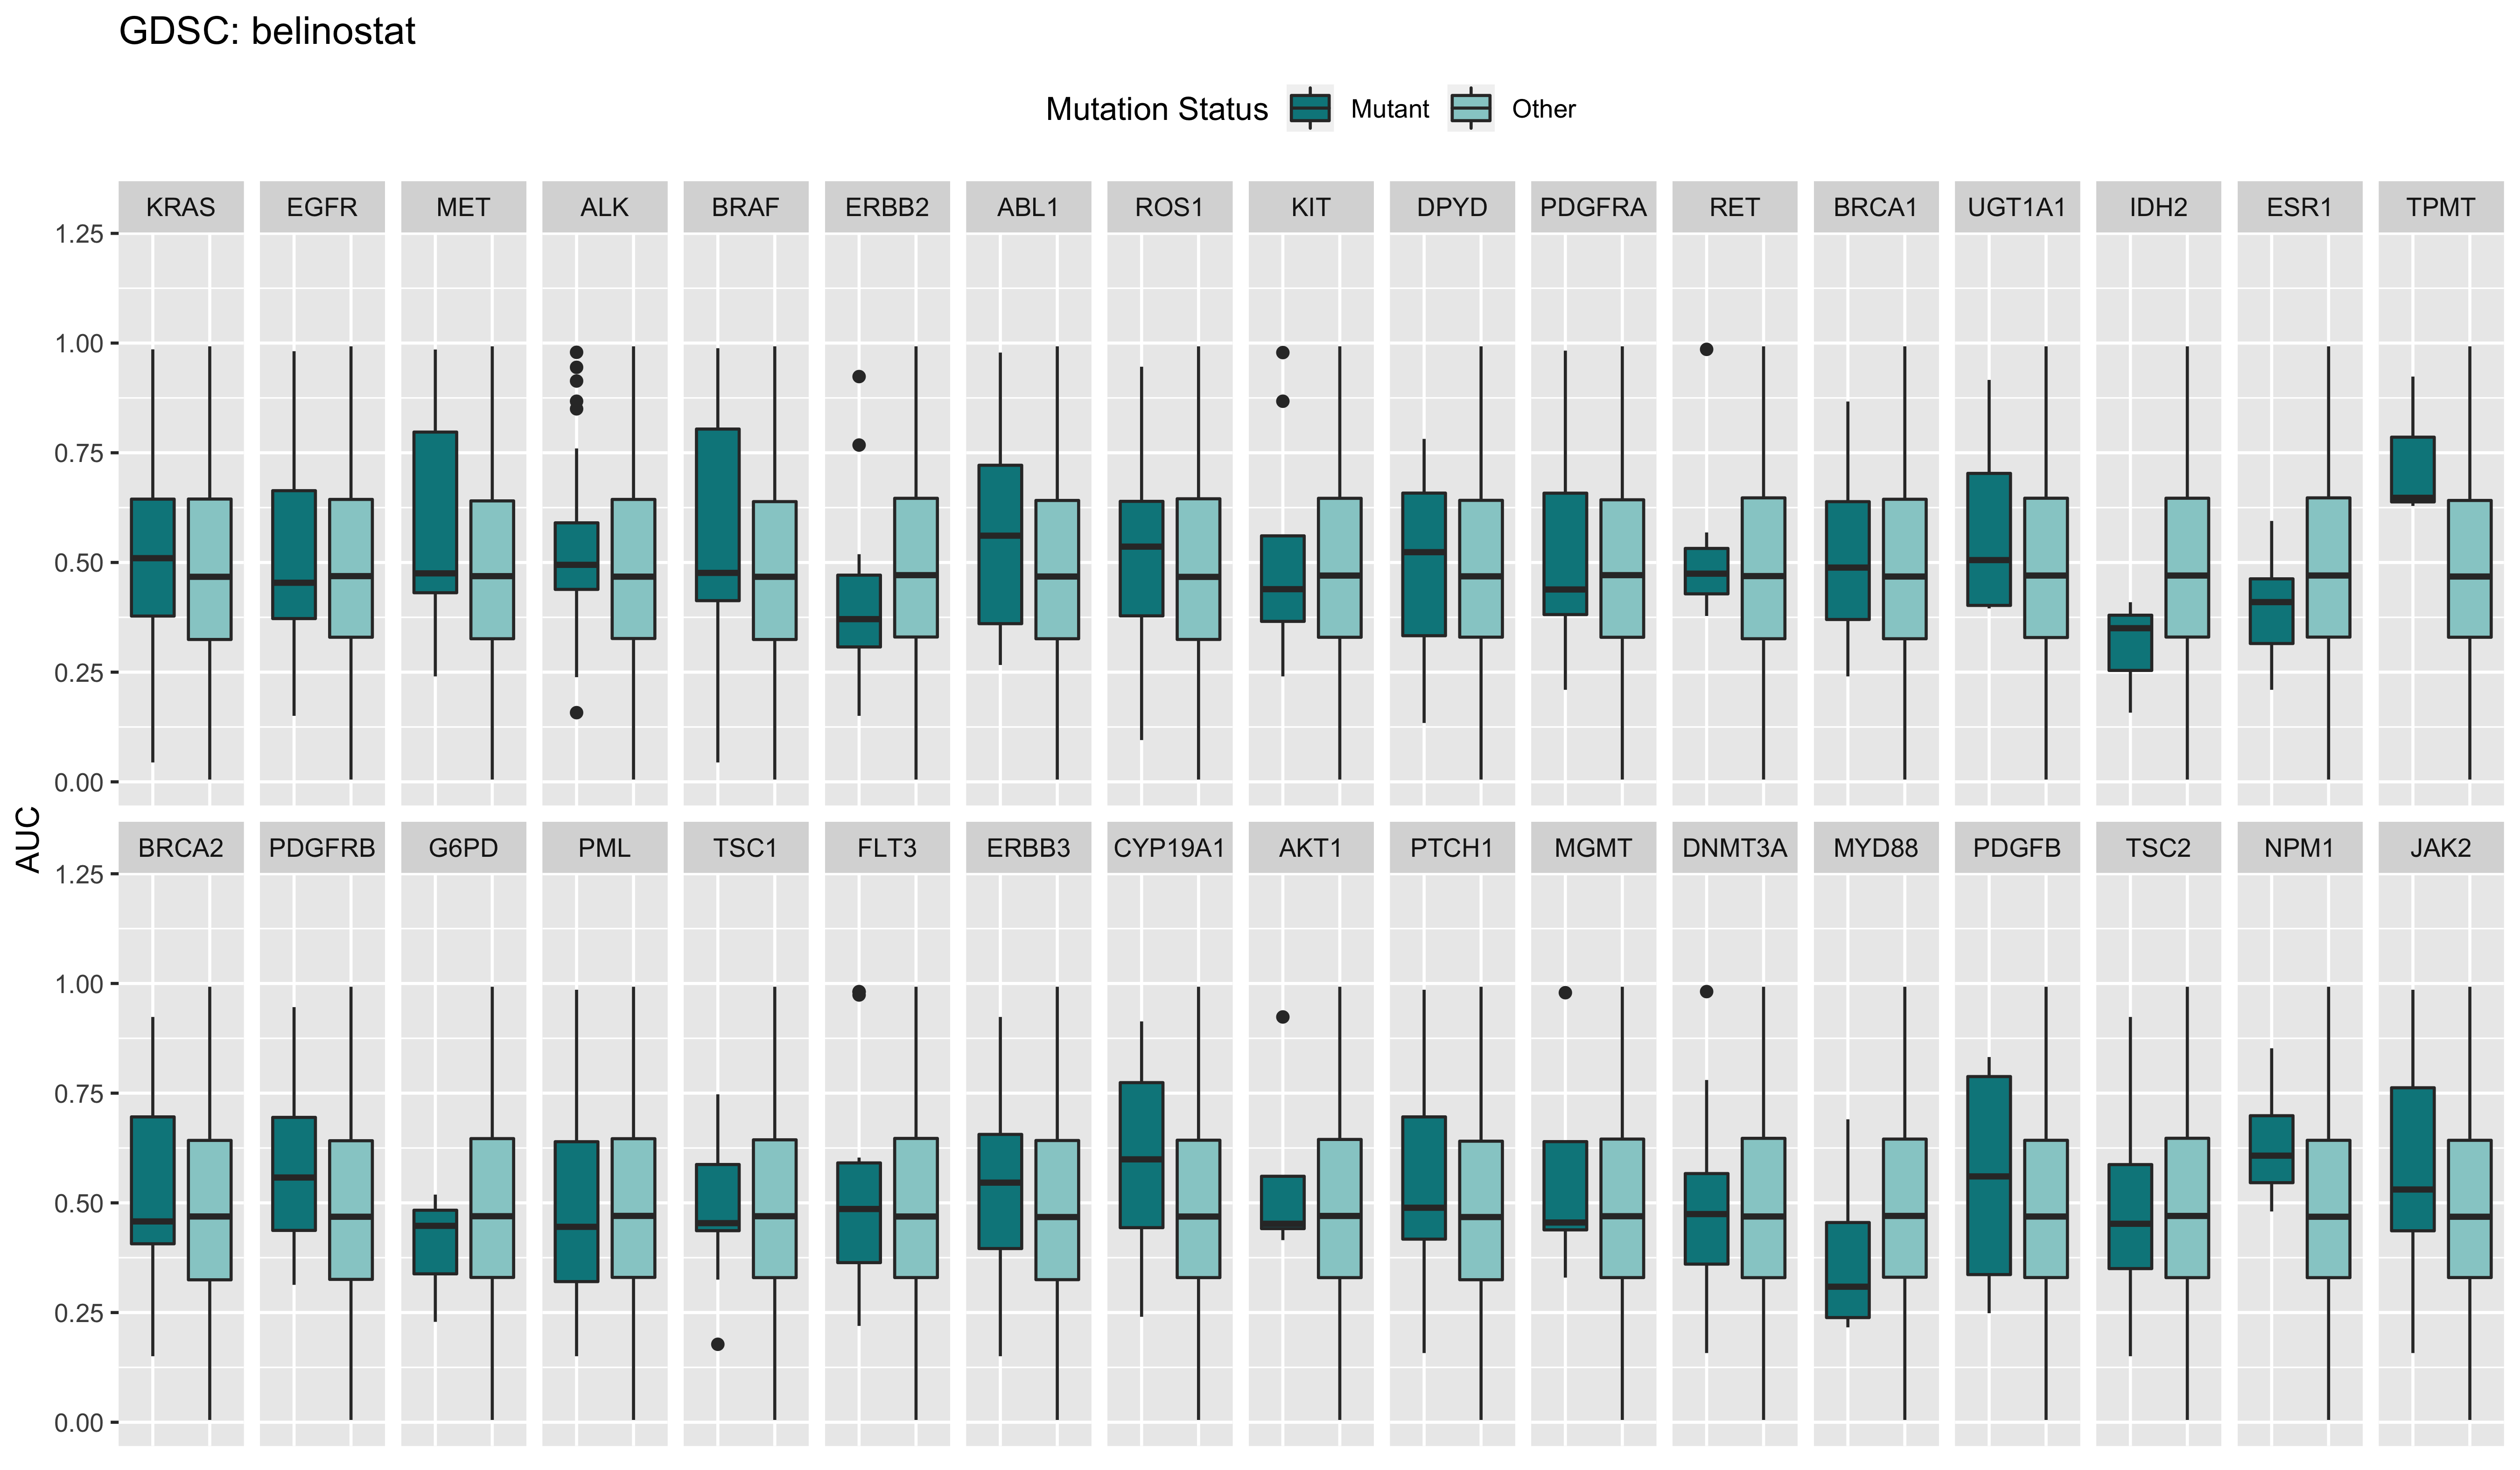 GDSC: belinostat
Mutation Status Mutant Other
KRAS EGFR MET ALK BRAF ERBB2 ABL1 ROS1 KIT DPYD PDGFRA RET BRCA1 UGT1A1 IDH2 ESR1 TPMT
1.25
1.00
0.75
0.50
0.25
0.00
AUC
BRCA2 PDGFRB G6PD PML TSC1 FLT3 ERBB3 CYP19A1 AKT1 PTCH1 MGMT DNMT3A MYD88 PDGFB TSC2 NPM1 JAK2
1.25
1.00
0.75
0.50
0.25
0.00